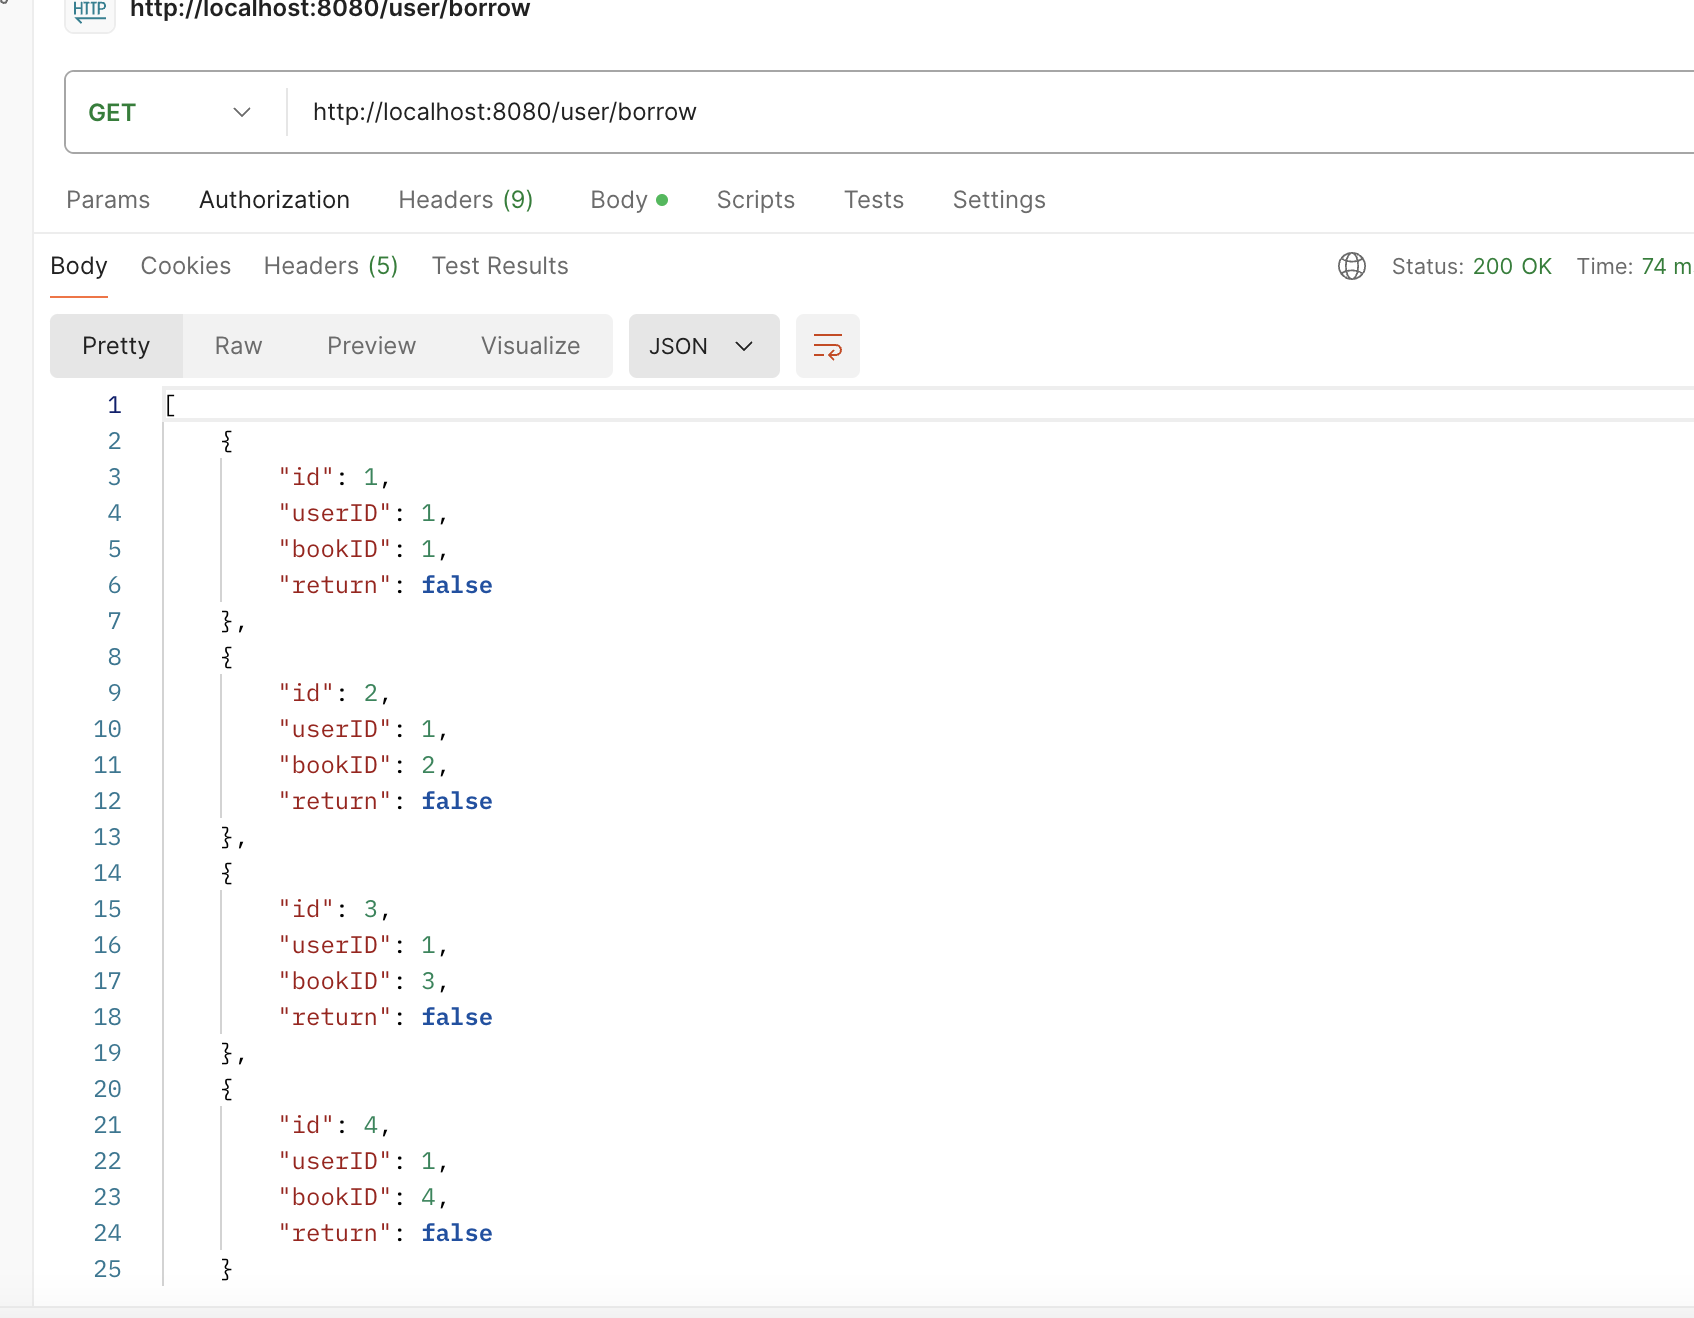 HTTP http://localhost:8080/user/borrow
GET http://localhost:8080/user/borrow
Params Authorization Headers (9) Body Scripts Tests Settings
Body Cookies Headers (5) Test Results Status: 200 OK Time: 74 m
Pretty Raw Preview Visualize JSON
1 [
2 {
3 "id": 1,
4 "userID": 1,
5 "bookID": 1,
6 "return": false
7 },
8 {
9 "id": 2,
10 "userID": 1,
11 "bookID": 2,
12 "return": false
13 },
14 {
15 "id": 3,
16 "userID": 1,
17 "bookID": 3,
18 "return": false
19 },
20 {
21 "id": 4,
22 "userID": 1,
23 "bookID": 4,
24 "return": false
25 }